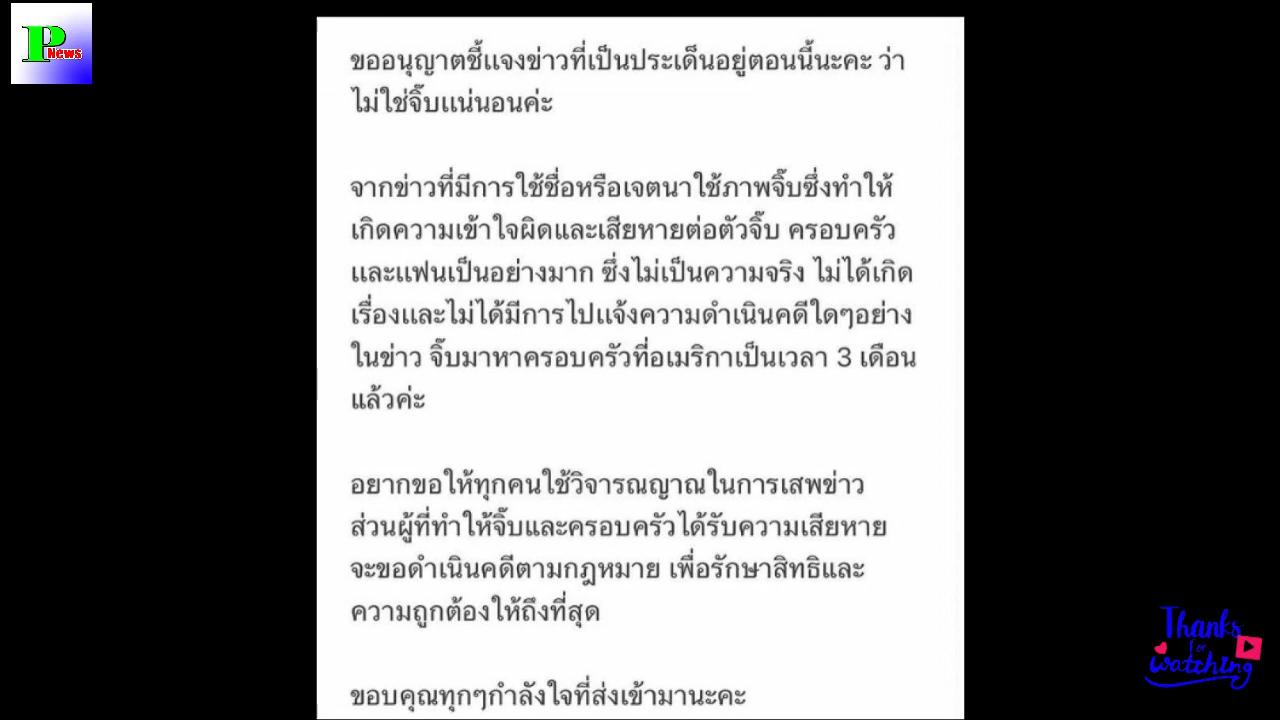 P
News
ขออนุญาตชี้แจงข่าวที่เป็นประเด็นอยู่ตอนนี้นะคะ ว่า
ไม่ใช่จิ๊บแน่นอนค่ะ
จากข่าวที่มีการใช้ชื่อหรือเจตนาใช้ภาพจิ๊บซึ่งทำให้
เกิดความเข้าใจผิดและเสียหายต่อตัวจิ๊บ ครอบครัว
และแฟนเป็นอย่างมาก ซึ่งไม่เป็นความจริง ไม่ได้เกิด
เรื่องและไม่ได้มีการไปแจ้งความดำเนินคดีใดๆอย่าง
ในข่าว จิ๊บมาหาครอบครัวที่อเมริกาเป็นเวลา 3 เดือน
แล้วค่ะ
อยากขอให้ทุกคนใช้วิจารณญาณในการเสพข่าว
ส่วนผู้ที่ทำให้จิ๊บและครอบครัวได้รับความเสียหาย
จะขอดำเนินคดีตามกฎหมาย เพื่อรักษาสิทธิและ
ความถูกต้องให้ถึงที่สุด
ขอบคุณทุกๆกำลังใจที่ส่งเข้ามานะคะ
Thanks
for
watching